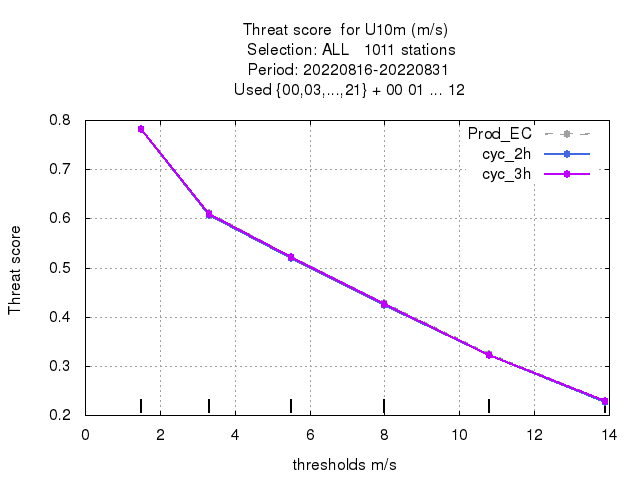 Threat score  for U10m (m/s)
Selection: ALL   1011 stations
Period: 20220816-20220831
Used {00,03,...,21} + 00 01 ... 12
Prod_EC
cyc_2h
cyc_3h
0.8
0.7
0.6
0.5
0.4
0.3
0.2
Threat score
0 2 4 6 8 10 12 14
thresholds m/s